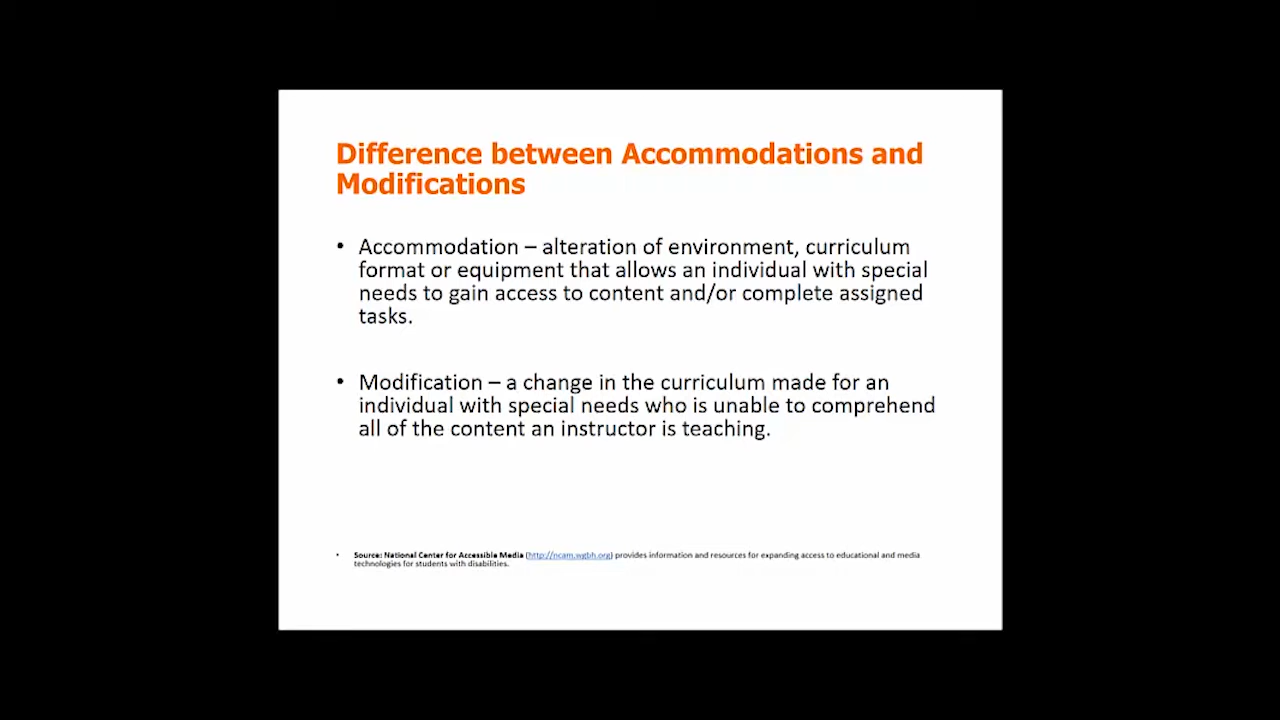 Difference between Accommodations and
Modifications
• Accommodation – alteration of environment, curriculum
format or equipment that allows an individual with special
needs to gain access to content and/or complete assigned
tasks.
• Modification – a change in the curriculum made for an
individual with special needs who is unable to comprehend
all of the content an instructor is teaching.
• Source: National Center for Accessible Media (http://ncam.wgbh.org) provides information and resources for expanding access to educational and media
technologies for students with disabilities.